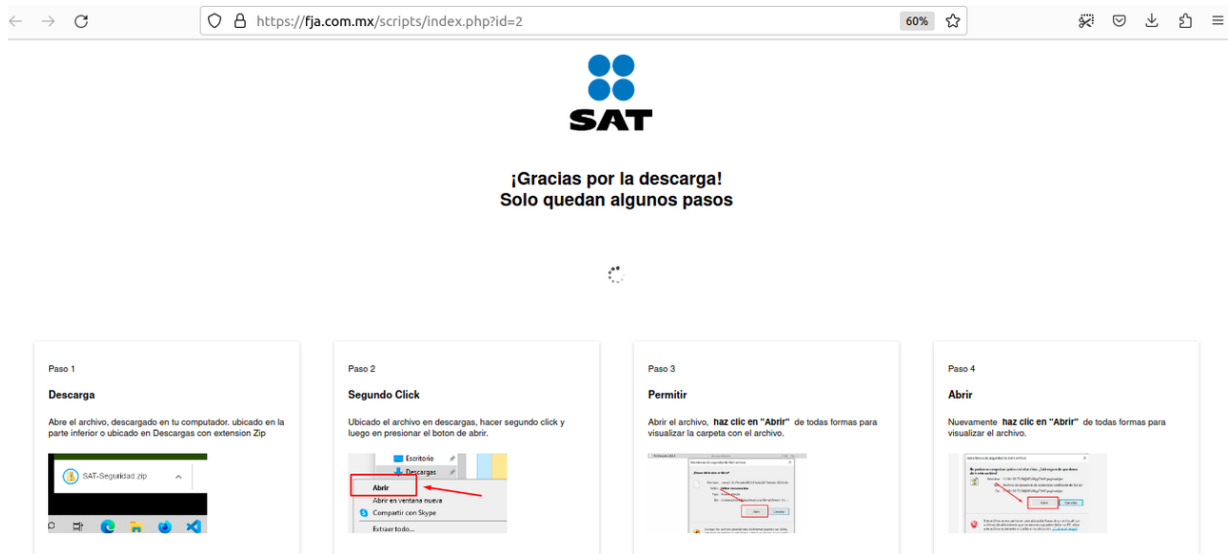 https://fja.com.mx/scripts/index.php?id=2
60%
SAT
¡Gracias por la descarga!
Solo quedan algunos pasos
Paso 1
Descarga
Abre el archivo, descargado en tu computador. ubicado en la
parte inferior o ubicado en Descargas con extension Zip
SAT-Seguridad.zip
Paso 2
Segundo Click
Ubicado el archivo en descargas, hacer segundo click y
luego en presionar el boton de abrir.
Escritorio
Descargas
Abrir
Abrir en ventana nueva
Compartir con Skype
Extraer todo...
Paso 3
Permitir
Abrir el archivo, haz clic en "Abrir" de todas formas para
visualizar la carpeta con el archivo.
Paso 4
Abrir
Nuevamente haz clic en "Abrir" de todas formas para
visualizar el archivo.